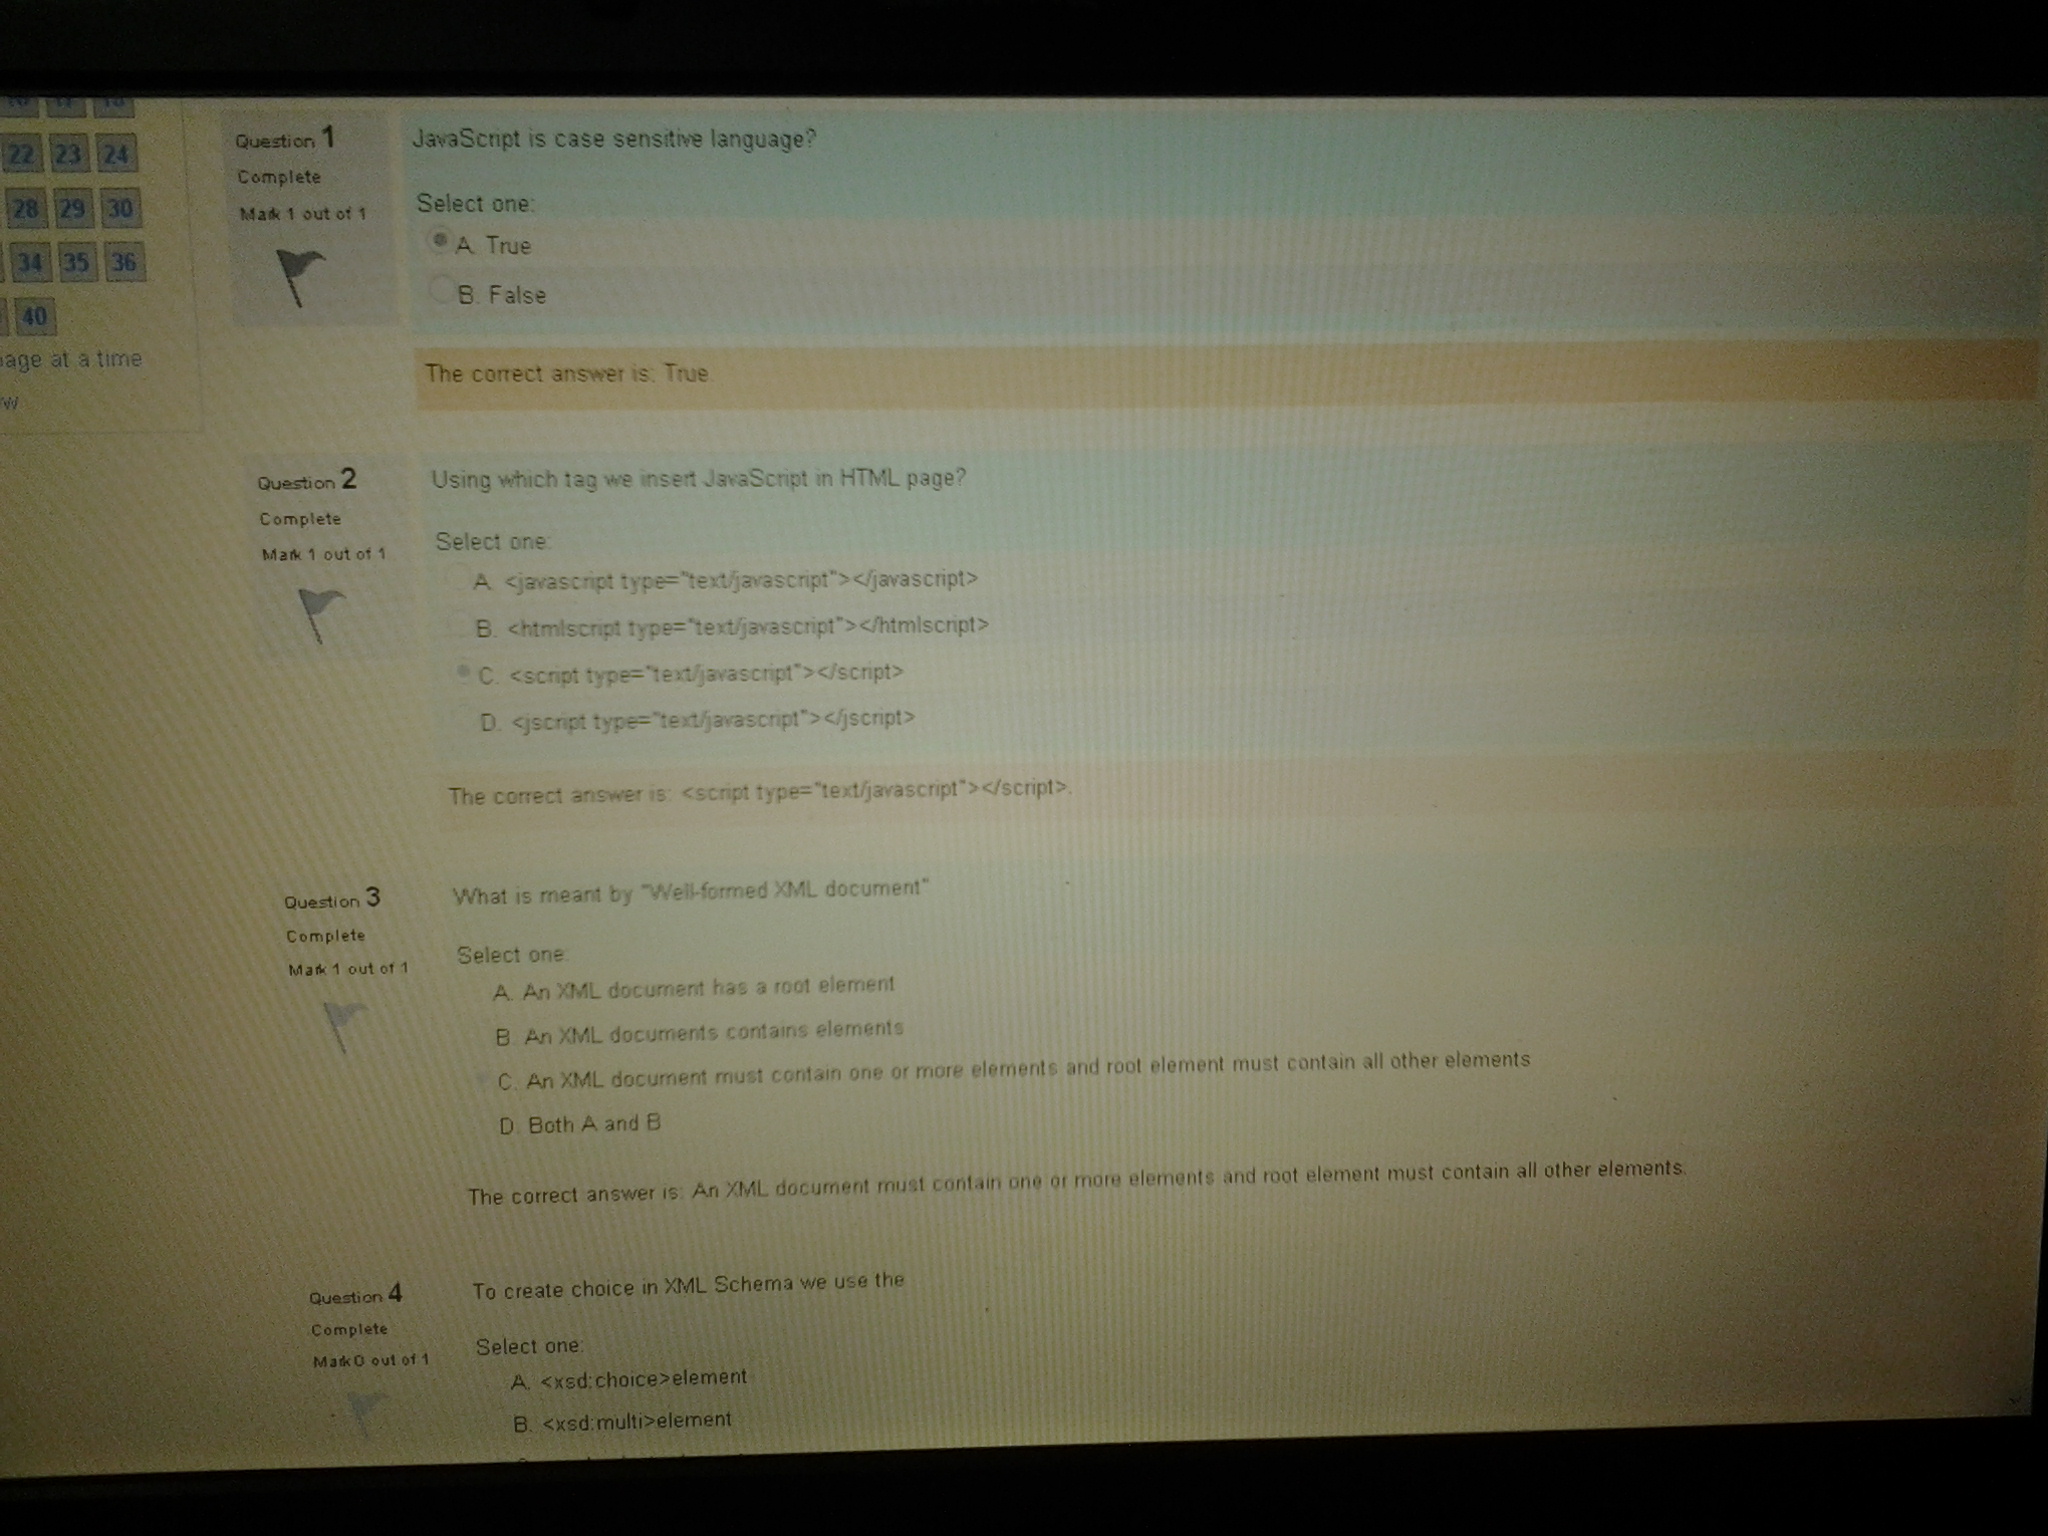 16 17 18
22 23 24
28 29 30
34 35 36
40
age at a time
w
Question 1
Complete
Mark 1 out of 1
JavaScript is case sensitive language?
Select one:
A. True
B. False
The correct answer is: True.
Question 2
Complete
Mark 1 out of 1
Using which tag we insert JavaScript in HTML page?
Select one:
A. <javascript type="text/javascript"></javascript>
B. <htmlscript type="text/javascript"></htmlscript>
C. <script type="text/javascript"></script>
D. <jscript type="text/javascript"></jscript>
The correct answer is: <script type="text/javascript"></script>.
Question 3
Complete
Mark 1 out of 1
What is meant by "Well-formed XML document"
Select one:
A. An XML document has a root element
B. An XML documents contains elements
C. An XML document must contain one or more elements and root element must contain all other elements
D. Both A and B
The correct answer is: An XML document must contain one or more elements and root element must contain all other elements.
Question 4
Complete
Mark 0 out of 1
To create choice in XML Schema we use the
Select one:
A. <xsd:choice>element
B. <xsd:multi>element